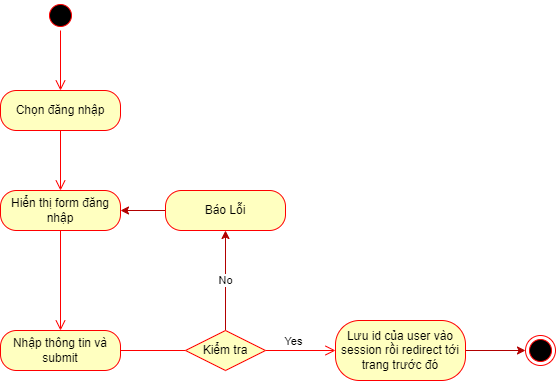 Chọn đăng nhập
Hiển thị form đăng
nhập
Báo Lỗi
No
Nhập thông tin và
submit
Kiểm tra
Yes
Lưu id của user vào
session rồi redirect tới
trang trước đó